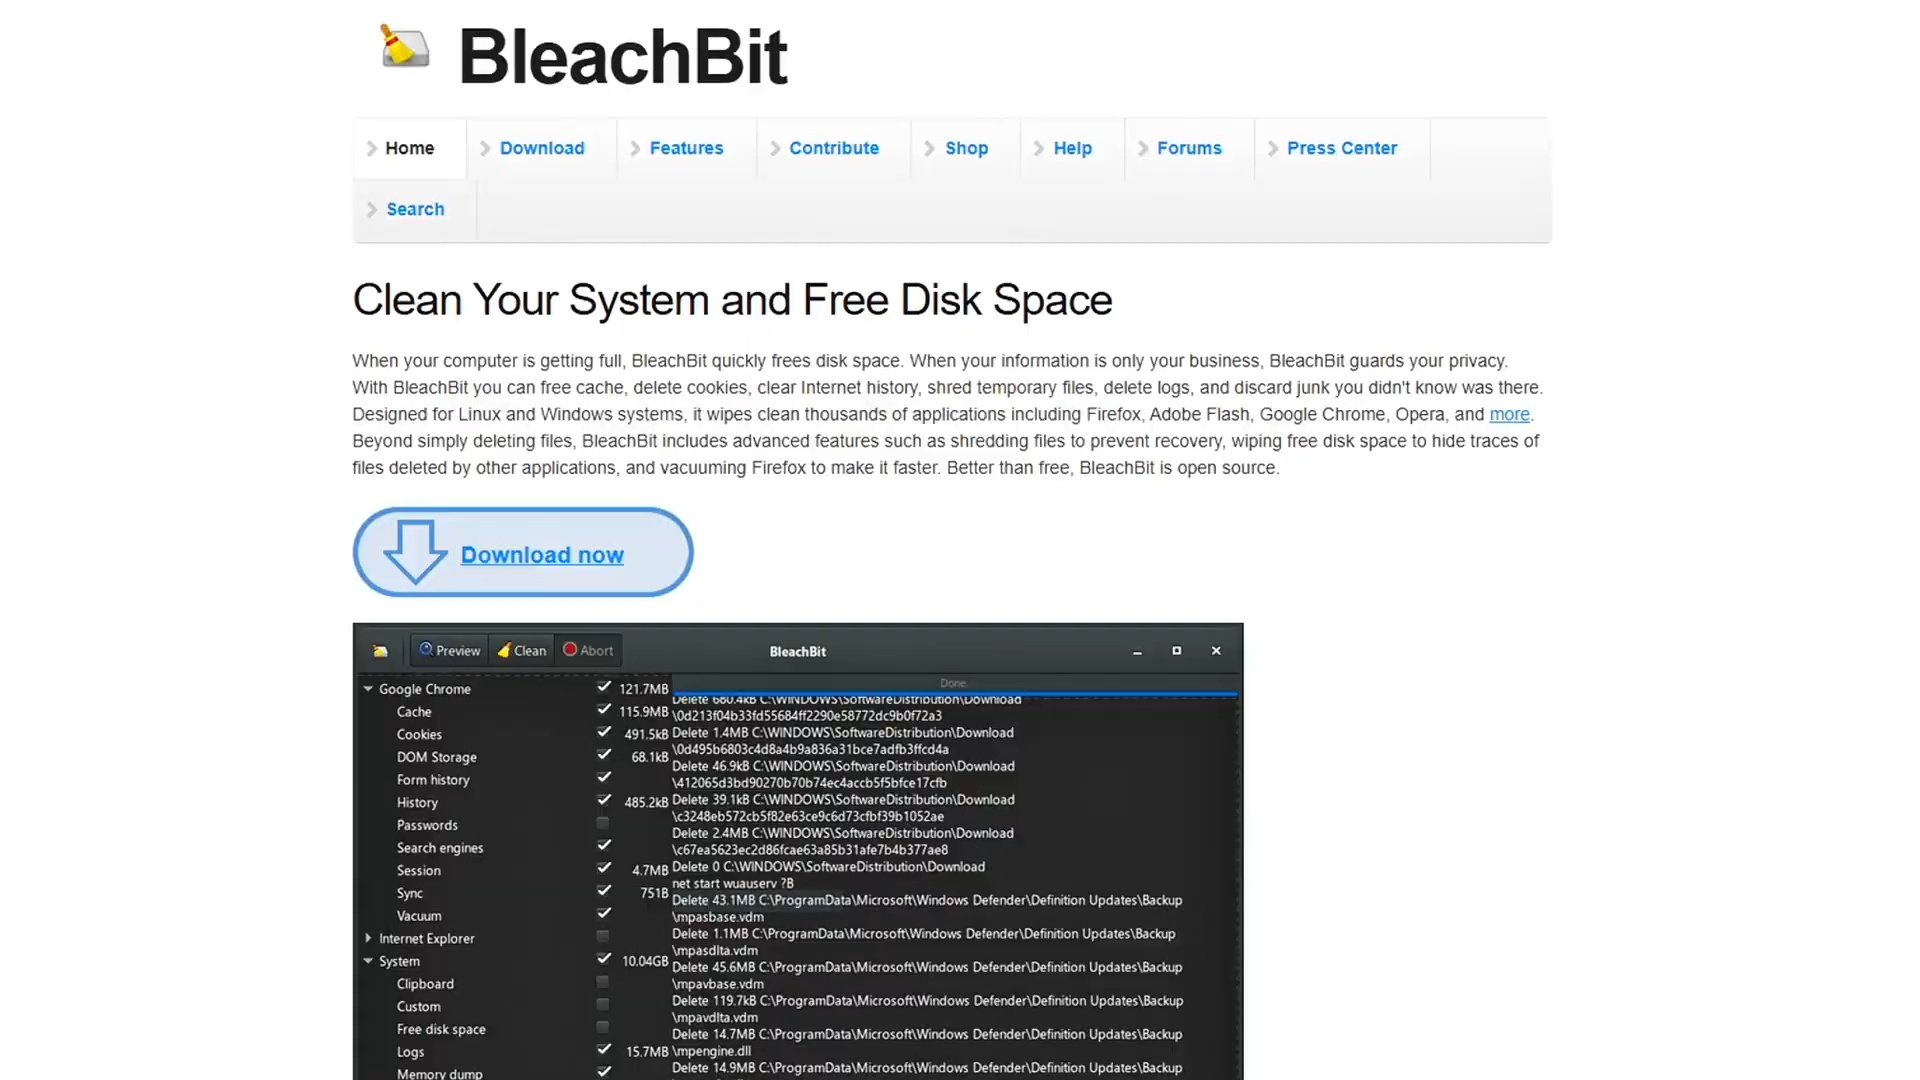 BleachBit
Home
Download
Features
Contribute
Shop
Help
Forums
Press Center
Search
Clean Your System and Free Disk Space
When your computer is getting full, BleachBit quickly frees disk space. When your information is only your business, BleachBit guards your privacy.
With BleachBit you can free cache, delete cookies, clear Internet history, shred temporary files, delete logs, and discard junk you didn't know was there.
Designed for Linux and Windows systems, it wipes clean thousands of applications including Firefox, Adobe Flash, Google Chrome, Opera, and more.
Beyond simply deleting files, BleachBit includes advanced features such as shredding files to prevent recovery, wiping free disk space to hide traces of
files deleted by other applications, and vacuuming Firefox to make it faster. Better than free, BleachBit is open source.
Download now
Preview
Clean
Abort
BleachBit
Google Chrome 121.7MB
Cache 115.9MB
Cookies 491.5kB
DOM Storage 68.1kB
Form history
History 485.2kB
Passwords
Search engines
Session 4.7MB
Sync 751B
Vacuum
Internet Explorer
System 10.04GB
Clipboard
Custom
Free disk space
Logs 15.7MB
Memory dump
Done.
Delete 680.4kB C:\WINDOWS\SoftwareDistribution\Download
\0d213f04b33fd55684ff2290e58772dc9b0f72a3
Delete 1.4MB C:\WINDOWS\SoftwareDistribution\Download
\0d495b6803c4d8a4b9a836a31bce7adfb3ffcd4a
Delete 46.9kB C:\WINDOWS\SoftwareDistribution\Download
\412065d3bd90270b70b74ec4accb5f5bfce17cfb
Delete 39.1kB C:\WINDOWS\SoftwareDistribution\Download
\c3248eb572cb5f82e63ce9c6d73cfbf39b1052ae
Delete 2.4MB C:\WINDOWS\SoftwareDistribution\Download
\c67ea5623ec2d86fcae63a85b31afe7b4b377ae8
Delete 0 C:\WINDOWS\SoftwareDistribution\Download
net start wuauserv ?B
Delete 43.1MB C:\ProgramData\Microsoft\Windows Defender\Definition Updates\Backup
\mpasbase.vdm
Delete 1.1MB C:\ProgramData\Microsoft\Windows Defender\Definition Updates\Backup
\mpasdlta.vdm
Delete 45.6MB C:\ProgramData\Microsoft\Windows Defender\Definition Updates\Backup
\mpavbase.vdm
Delete 119.7kB C:\ProgramData\Microsoft\Windows Defender\Definition Updates\Backup
\mpavdlta.vdm
Delete 14.7MB C:\ProgramData\Microsoft\Windows Defender\Definition Updates\Backup
\mpengine.dll
Delete 14.9MB C:\ProgramData\Microsoft\Windows Defender\Definition Updates\Backup